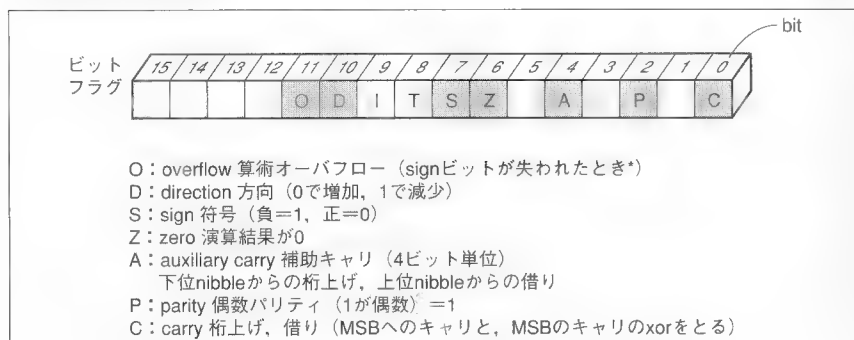 bit
ビット 15 14 13 12 11 10 9 8 7 6 5 4 3 2 1 0
フラグ O D I T S Z A P C
O：overflow 算術オーバフロー（signビットが失われたとき*）
D：direction 方向（0で増加，1で減少）
S：sign 符号（負＝1，正＝0）
Z：zero 演算結果が0
A：auxiliary carry 補助キャリ（4ビット単位）
下位nibbleからの桁上げ，上位nibbleからの借り
P：parity 偶数パリティ（1が偶数）＝1
C：carry 桁上げ，借り（MSBへのキャリと，MSBのキャリのxorをとる）